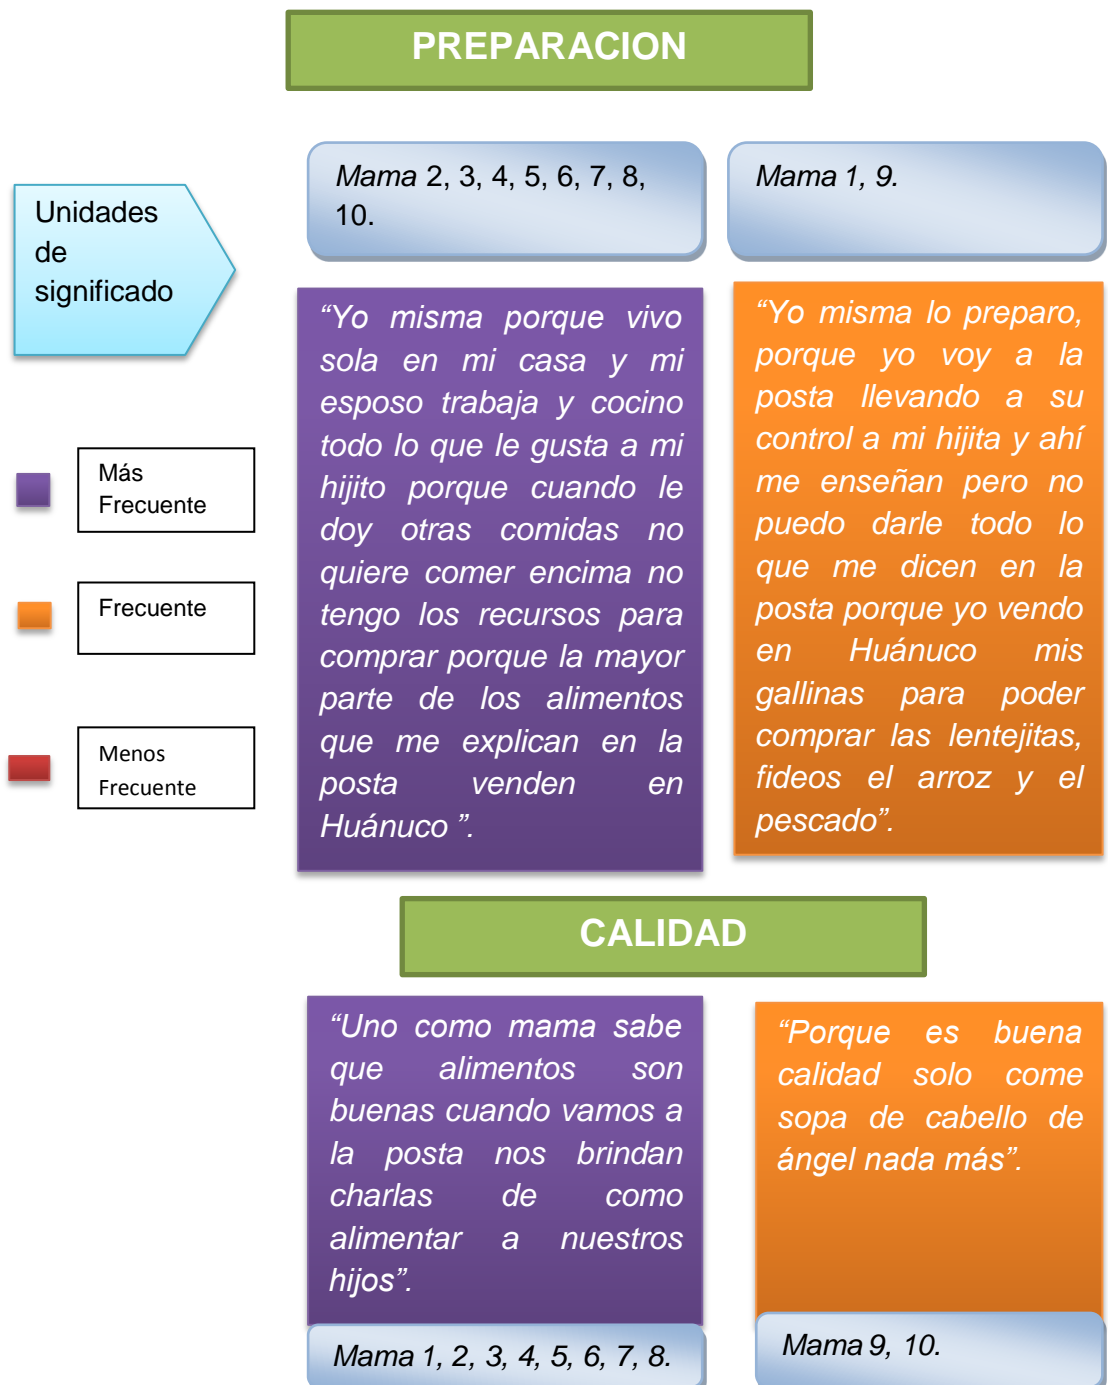 PREPARACION
Mama 2, 3, 4, 5, 6, 7, 8,
10.
Mama 1, 9.
Unidades
de
significado
Más
Frecuente
Frecuente
Menos
Frecuente
“Yo misma porque vivo
sola en mi casa y mi
esposo trabaja y cocino
todo lo que le gusta a mi
hijito porque cuando le
doy otras comidas no
quiere comer encima no
tengo los recursos para
comprar porque la mayor
parte de los alimentos
que me explican en la
posta venden en
Huánuco ”.
“Yo misma lo preparo,
porque yo voy a la
posta llevando a su
control a mi hijita y ahí
me enseñan pero no
puedo darle todo lo
que me dicen en la
posta porque yo vendo
en Huánuco mis
gallinas para poder
comprar las lentejitas,
fideos el arroz y el
pescado”.
CALIDAD
“Uno como mama sabe
que alimentos son
buenas cuando vamos a
la posta nos brindan
charlas de como
alimentar a nuestros
hijos”.
Mama 1, 2, 3, 4, 5, 6, 7, 8.
“Porque es buena
calidad solo come
sopa de cabello de
ángel nada más”.
Mama 9, 10.